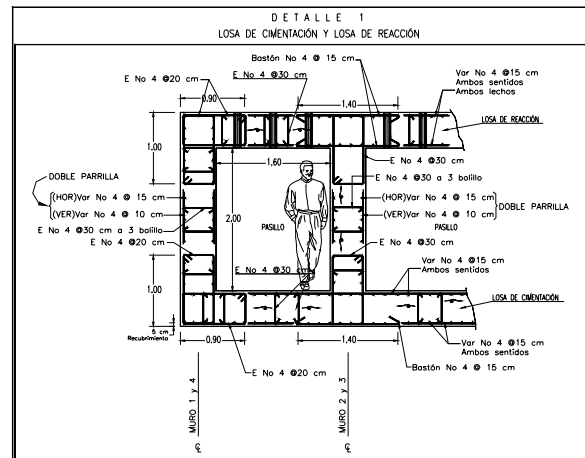 DETALLE 1
LOSA DE CIMENTACIÓN Y LOSA DE REACCIÓN
Bastón No 4 @ 15 cm
E No 4 @20 cm
E No 4 @30 cm
Var No 4 @15 cm
Ambos sentidos
Ambos lechos
0.90
1.40
LOSA DE REACCIÓN
1.00
1.60
E No 4 @30 cm
E No 4 @30 a 3 bolillo
DOBLE PARRILLA
(HOR)Var No 4 @ 15 cm
(VER)Var No 4 @ 10 cm
2.00
PASILLO
(HOR)Var No 4 @ 15 cm
(VER)Var No 4 @ 10 cm
DOBLE PARRILLA
PASILLO
E No 4 @30 cm a 3 bolillo
E No 4 @20 cm
E No 4 @30 cm
E No 4 @30 cm
Var No 4 @15 cm
Ambos sentidos
1.00
LOSA DE CIMENTACIÓN
5 cm
Recubrimiento
0.90
1.40
Var No 4 @15 cm
Ambos sentidos
E No 4 @20 cm
Bastón No 4 @ 15 cm
MURO 1 y 4
MURO 2 y 3
℄
℄